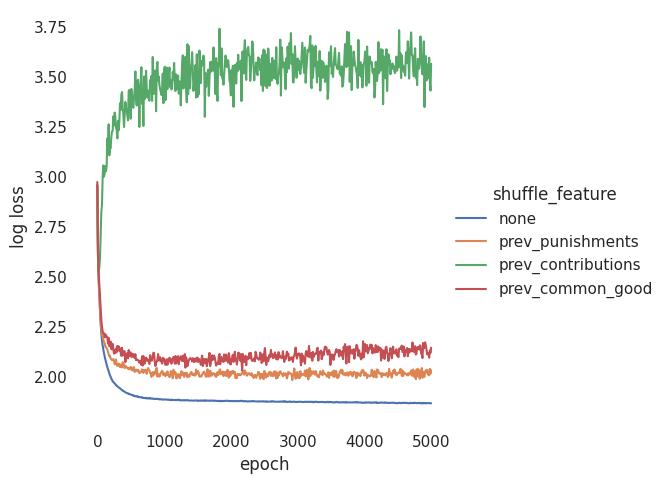 3.75
3.50
3.25
3.00
2.75
2.50
2.25
2.00
log loss
0 1000 2000 3000 4000 5000
epoch
shuffle_feature
none
prev_punishments
prev_contributions
prev_common_good